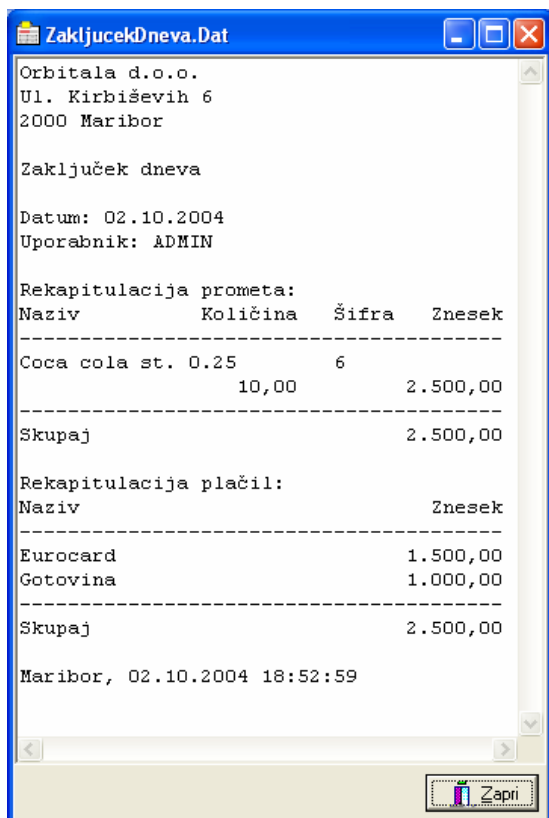 ZakljucekDneva.Dat
Orbitala d.o.o.
Ul. Kirbiševih 6
2000 Maribor
Zaključek dneva
Datum: 02.10.2004
Uporabnik: ADMIN
Rekapitulacija prometa:
Naziv Količina Šifra Znesek
----------------------------------------
Coca cola st. 0.25 6
10,00 2.500,00
----------------------------------------
Skupaj 2.500,00
Rekapitulacija plačil:
Naziv Znesek
----------------------------------------
Eurocard 1.500,00
Gotovina 1.000,00
----------------------------------------
Skupaj 2.500,00
Maribor, 02.10.2004 18:52:59
Zapri